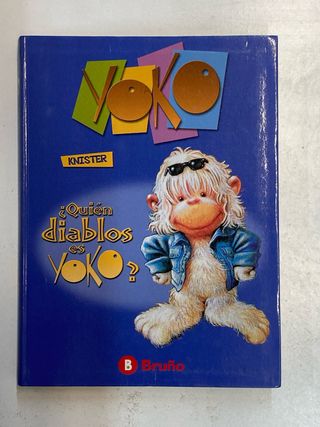 YOKO
KNISTER
¿Quién
diablos
es
YOKO?
B Bruño